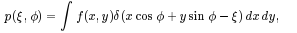 p(ξ, ϕ) = ∫ f(x, y)δ(x cos ϕ + y sin ϕ − ξ) dx dy,